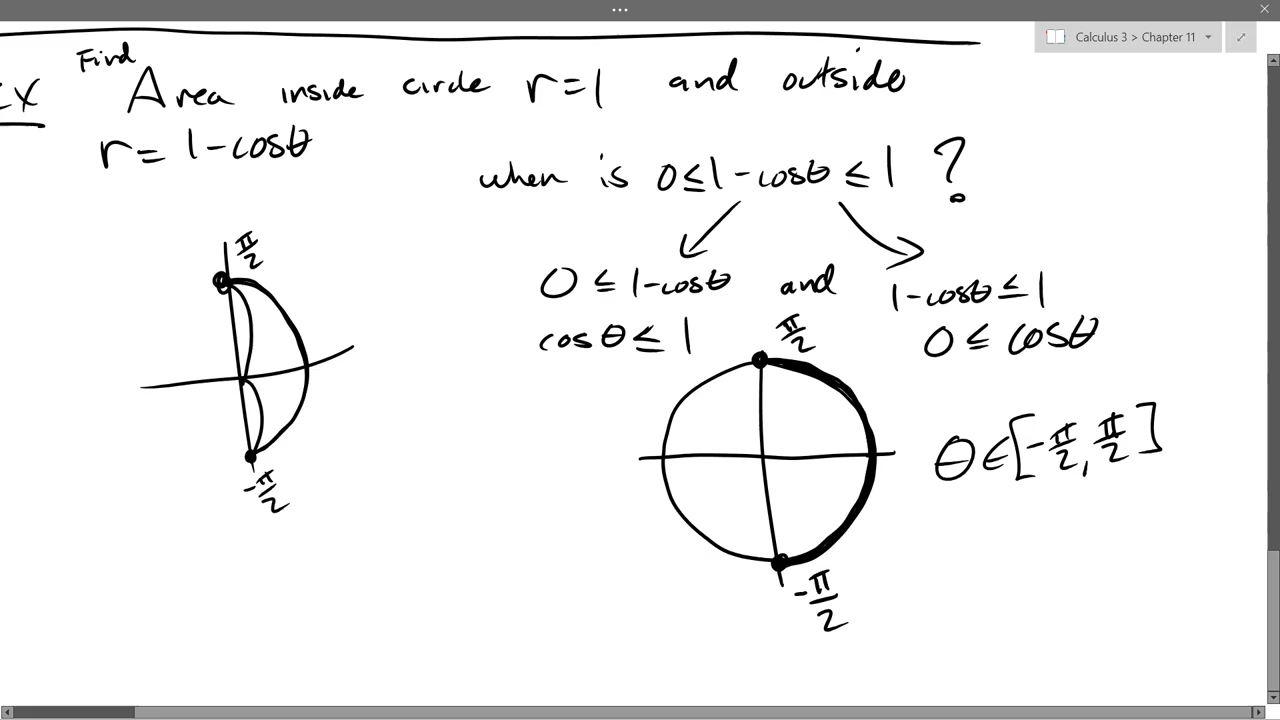 Calculus 3 > Chapter 11
Find
Ex Area inside circle r=1 and outside
r= 1-cosθ
when is 0≤1-cosθ≤1 ?
0 ≤ 1-cosθ and 1-cosθ≤1
cosθ≤1 0≤cosθ
π/2
-π/2
π/2
θ∈[-π/2, π/2]
-π/2